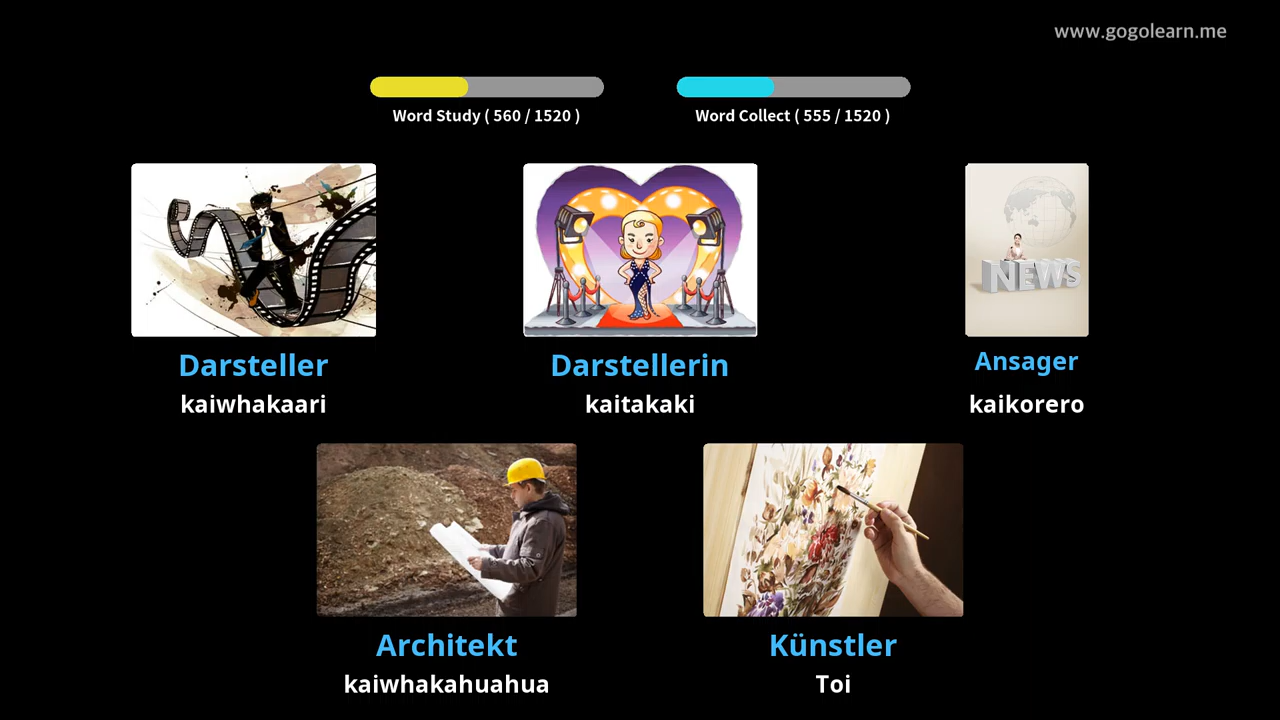 www.gogolearn.me
Word Study ( 560 / 1520 )
Word Collect ( 555 / 1520 )
NEWS
Darsteller
Darstellerin
Ansager
kaiwhakaari
kaitakaki
kaikorero
Architekt
Künstler
kaiwhakahuahua
Toi